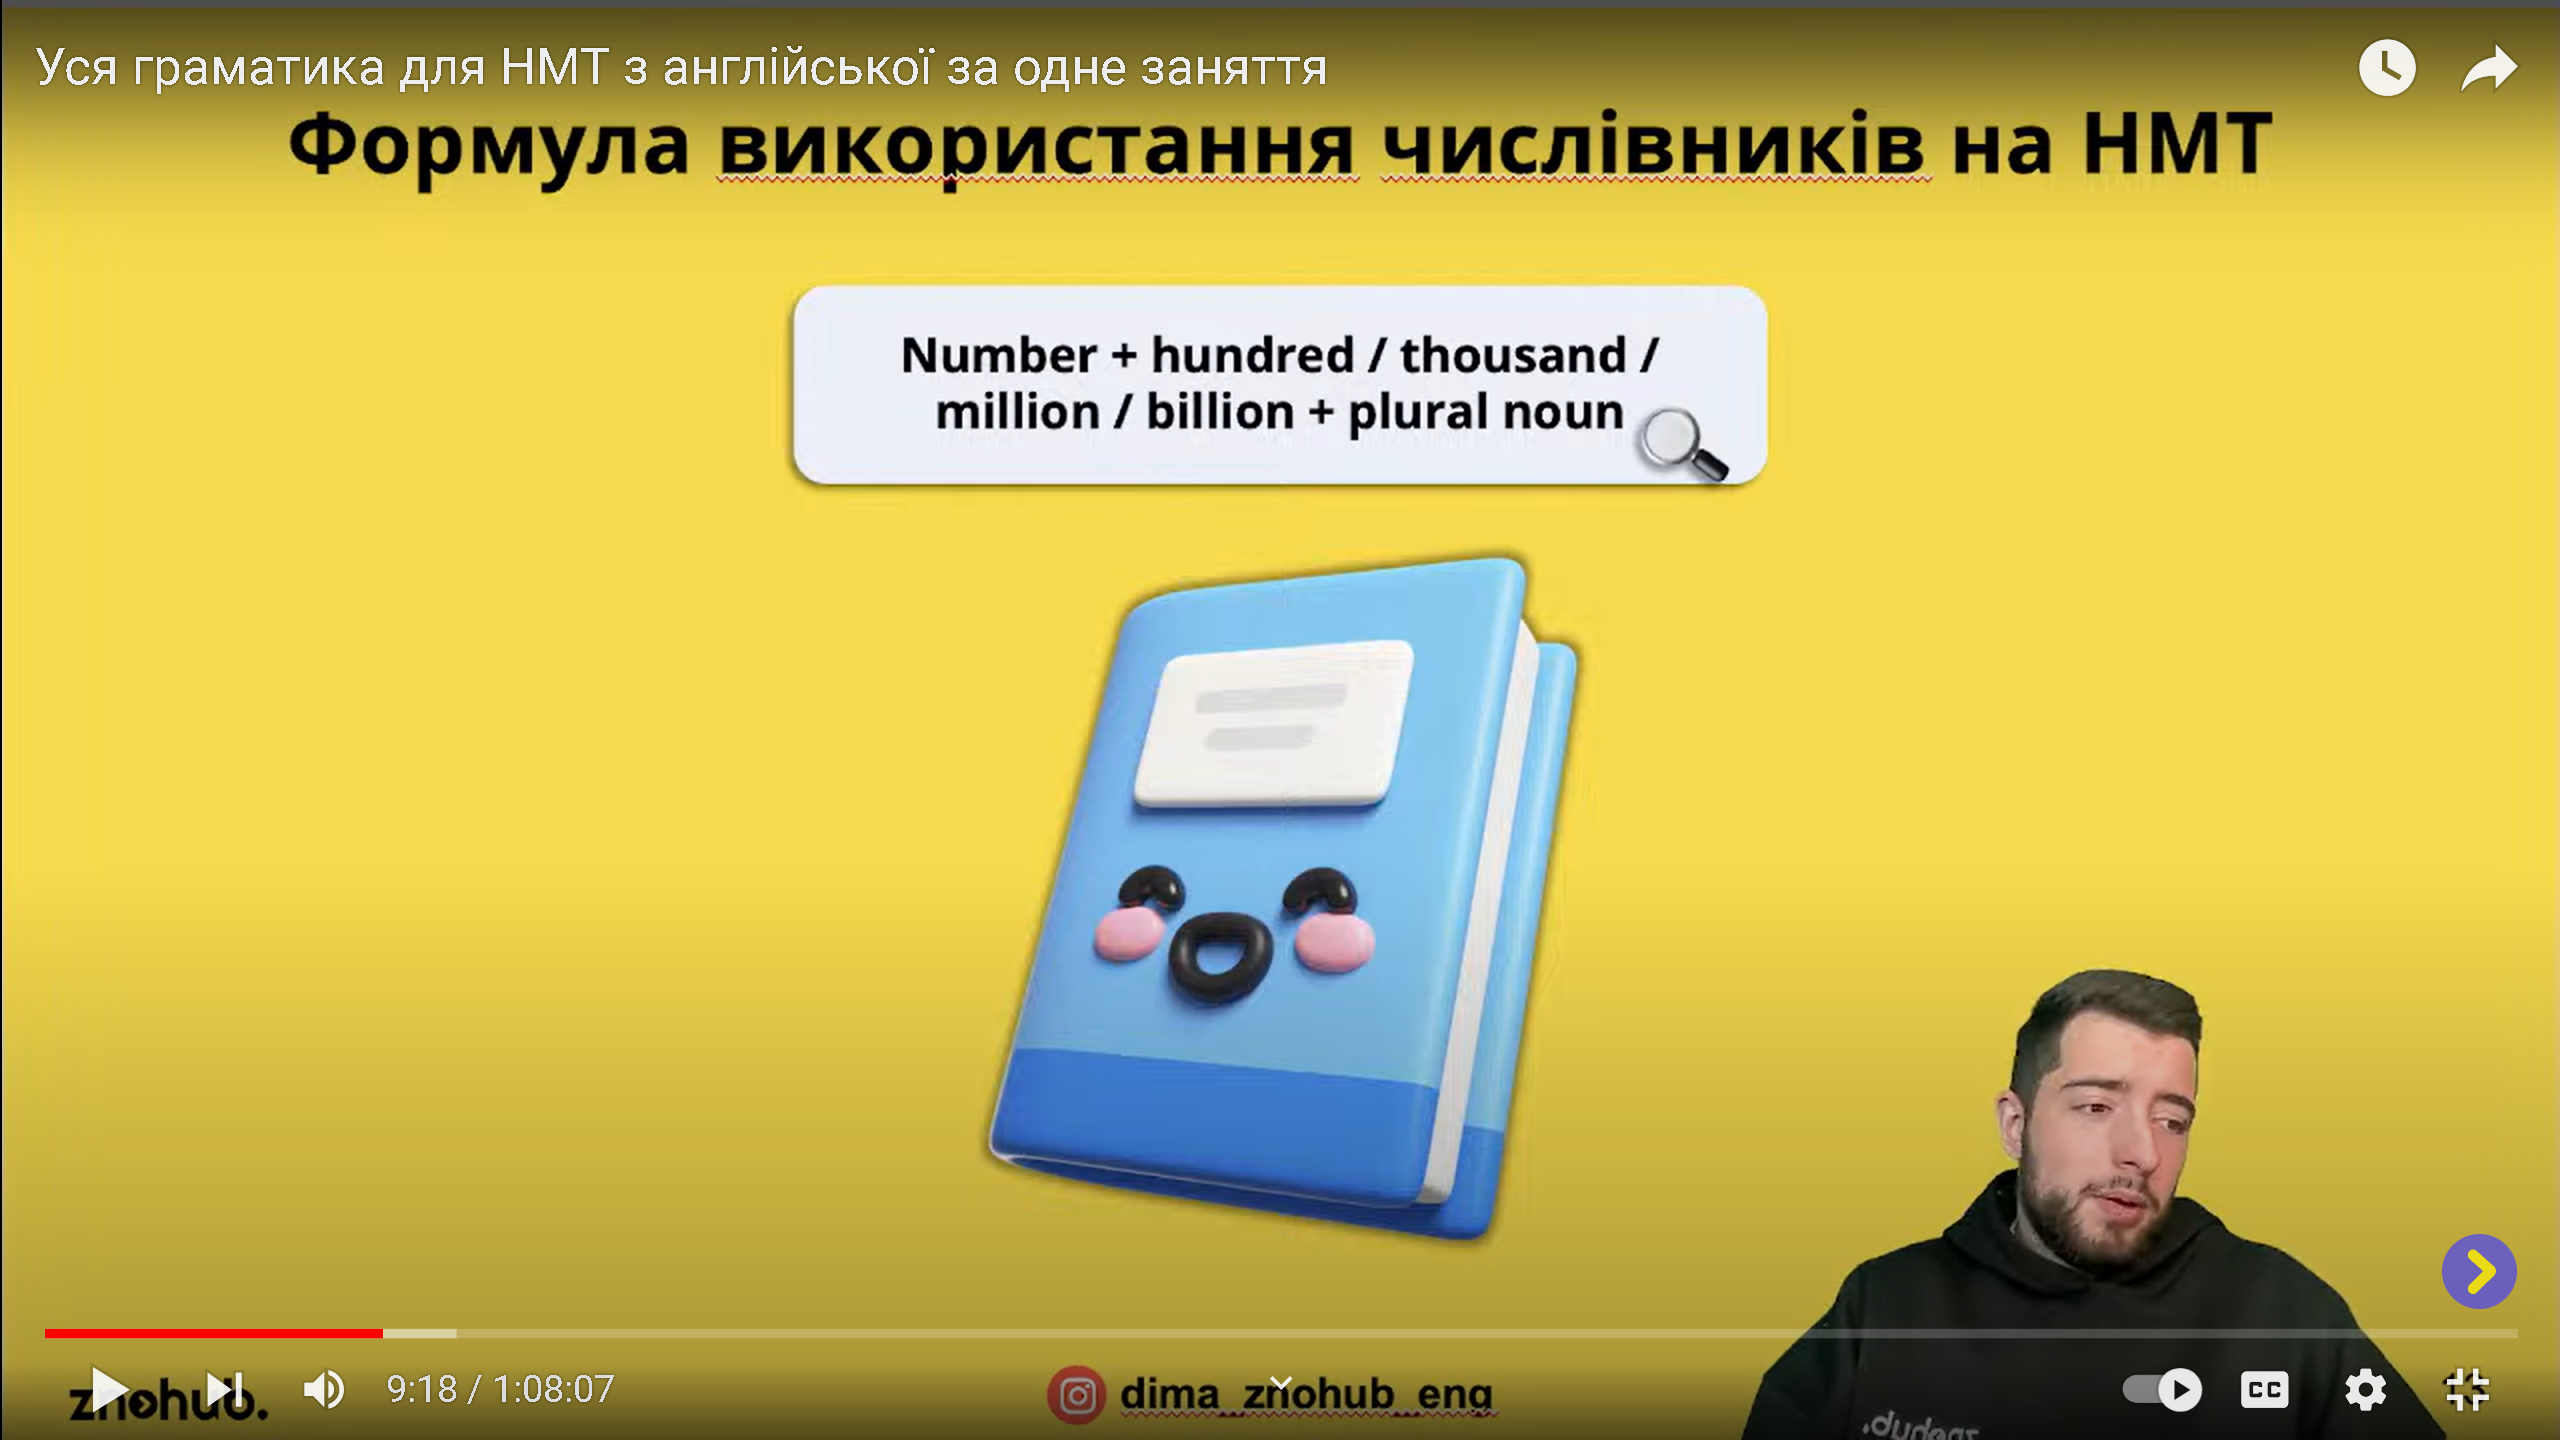 Уся граматика для НМТ з англійської за одне заняття
Формула використання числівників на НМТ
Number + hundred / thousand /
million / billion + plural noun
znohub.
9:18 / 1:08:07
dima_znohub_eng
CC
znohub.